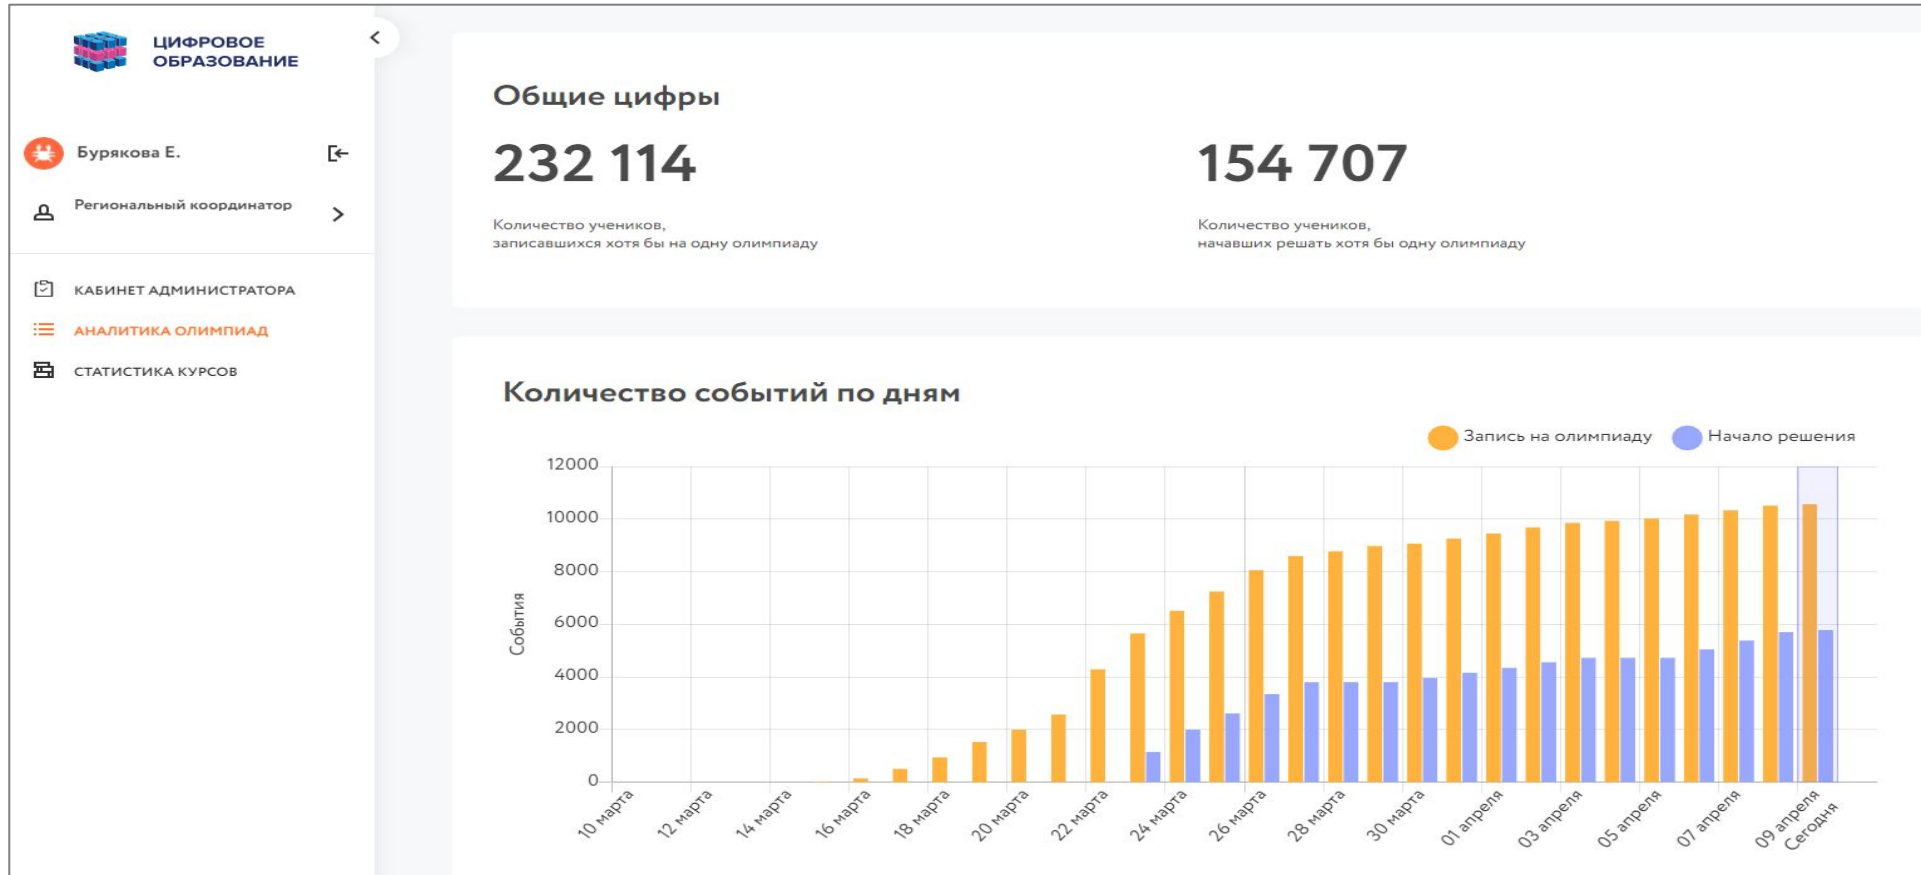 ЦИФРОВОЕ
ОБРАЗОВАНИЕ
Бурякова Е.
Региональный координатор
КАБИНЕТ АДМИНИСТРАТОРА
АНАЛИТИКА ОЛИМПИАД
СТАТИСТИКА КУРСОВ
Общие цифры
232 114
Количество учеников,
записавшихся хотя бы на одну олимпиаду
154 707
Количество учеников,
начавших решать хотя бы одну олимпиаду
Количество событий по дням
Запись на олимпиаду
Начало решения
События
12000
10000
8000
6000
4000
2000
0
10 марта
12 марта
14 марта
16 марта
18 марта
20 марта
22 марта
24 марта
26 марта
28 марта
30 марта
01 апреля
03 апреля
05 апреля
07 апреля
09 апреля
Сегодня